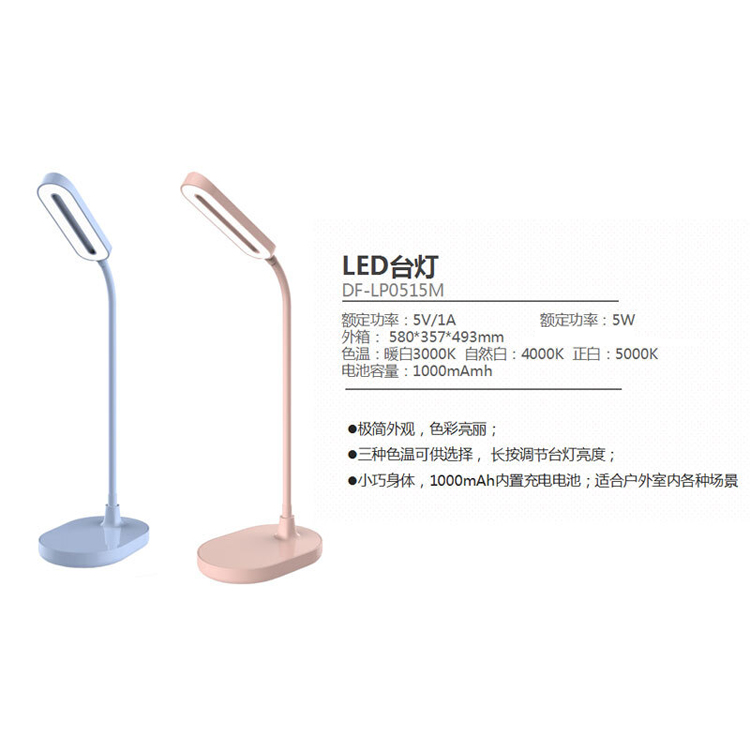 LED台灯
DF-LP0515M
额定功率：5V/1A 额定功率：5W
外箱： 580*357*493mm
色温：暖白3000K 自然白：4000K 正白：5000K
电池容量：1000mAmh
●极简外观，色彩亮丽；
●三种色温可供选择， 长按调节台灯亮度；
●小巧身体，1000mAh内置充电电池；适合户外室内各种场景